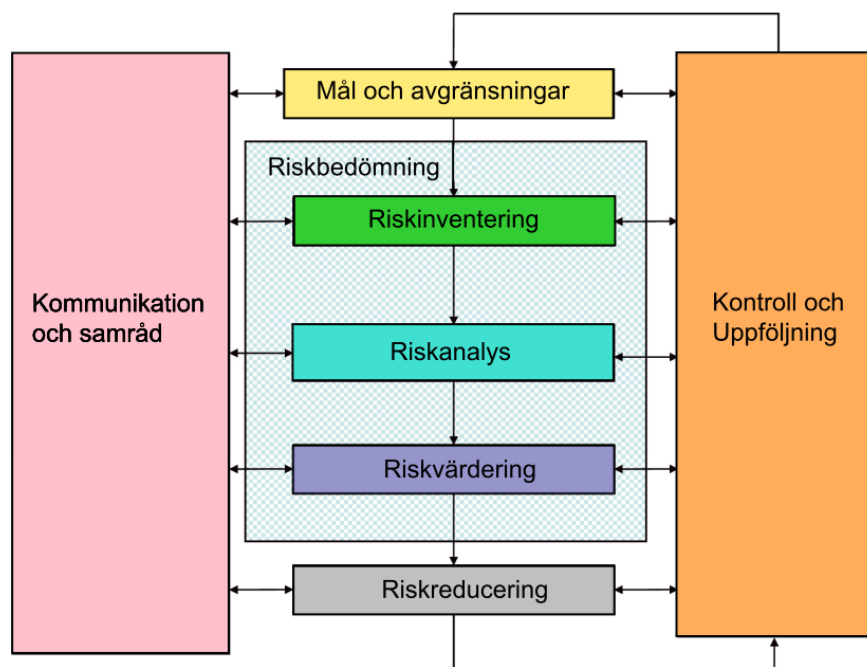 Mål och avgränsningar
Riskbedömning
Riskinventering
Kommunikation
och samråd
Kontroll och
Uppföljning
Riskanalys
Riskvärdering
Riskreducering